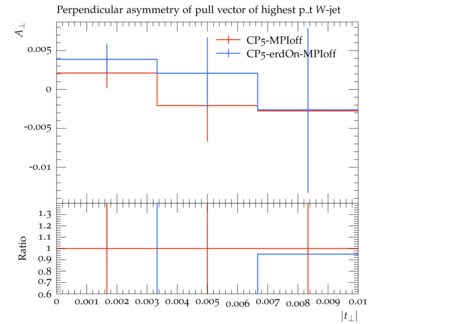 Perpendicular asymmetry of pull vector of highest p_t W-jet
A⊥
CP5-MPIoff
CP5-erdOn-MPIoff
0.005
0
-0.005
-0.01
Ratio
1.3
1.2
1.1
1
0.9
0.8
0.7
0.6
0 0.001 0.002 0.003 0.004 0.005 0.006 0.007 0.008 0.009 0.01
|t⊥|